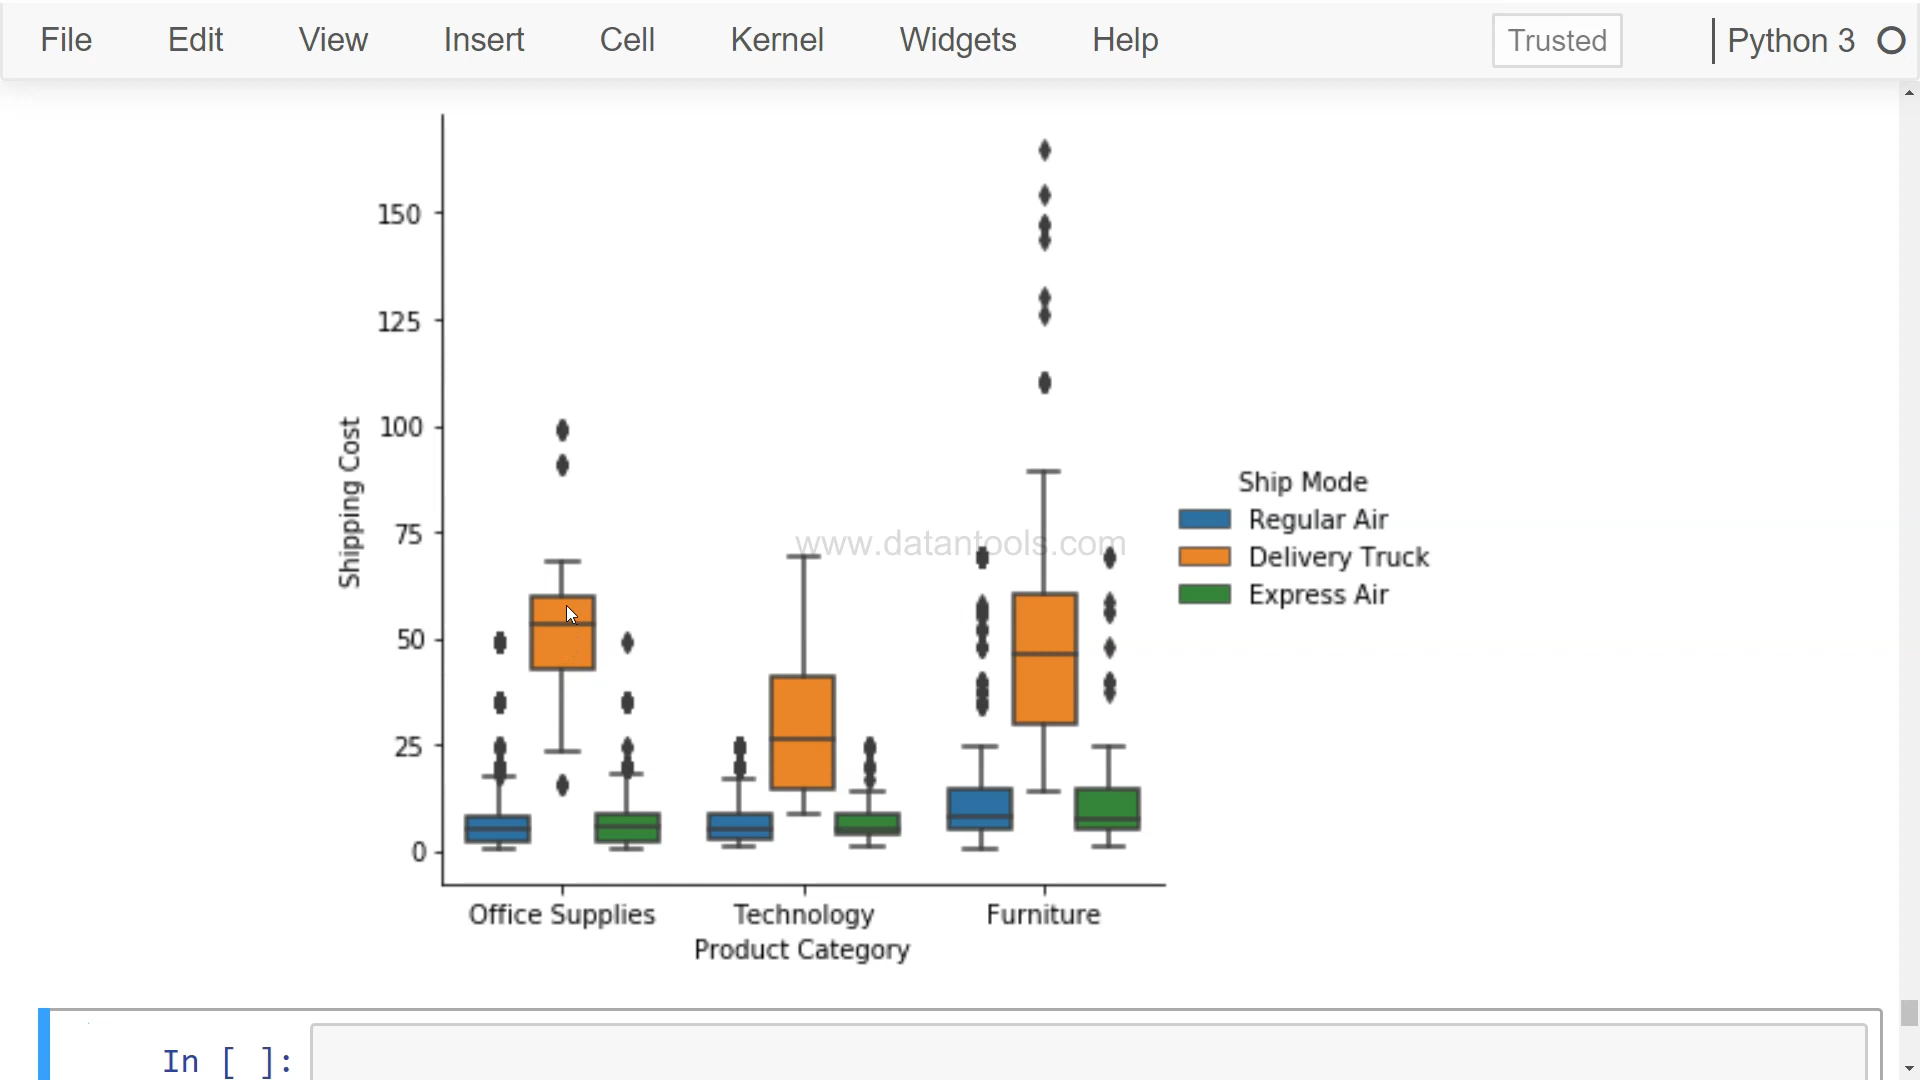 File Edit View Insert Cell Kernel Widgets Help Trusted Python 3
150
125
100
75
50
25
0
Shipping Cost
www.datantools.com
Ship Mode
Regular Air
Delivery Truck
Express Air
Office Supplies Technology Furniture
Product Category
In [ ]: